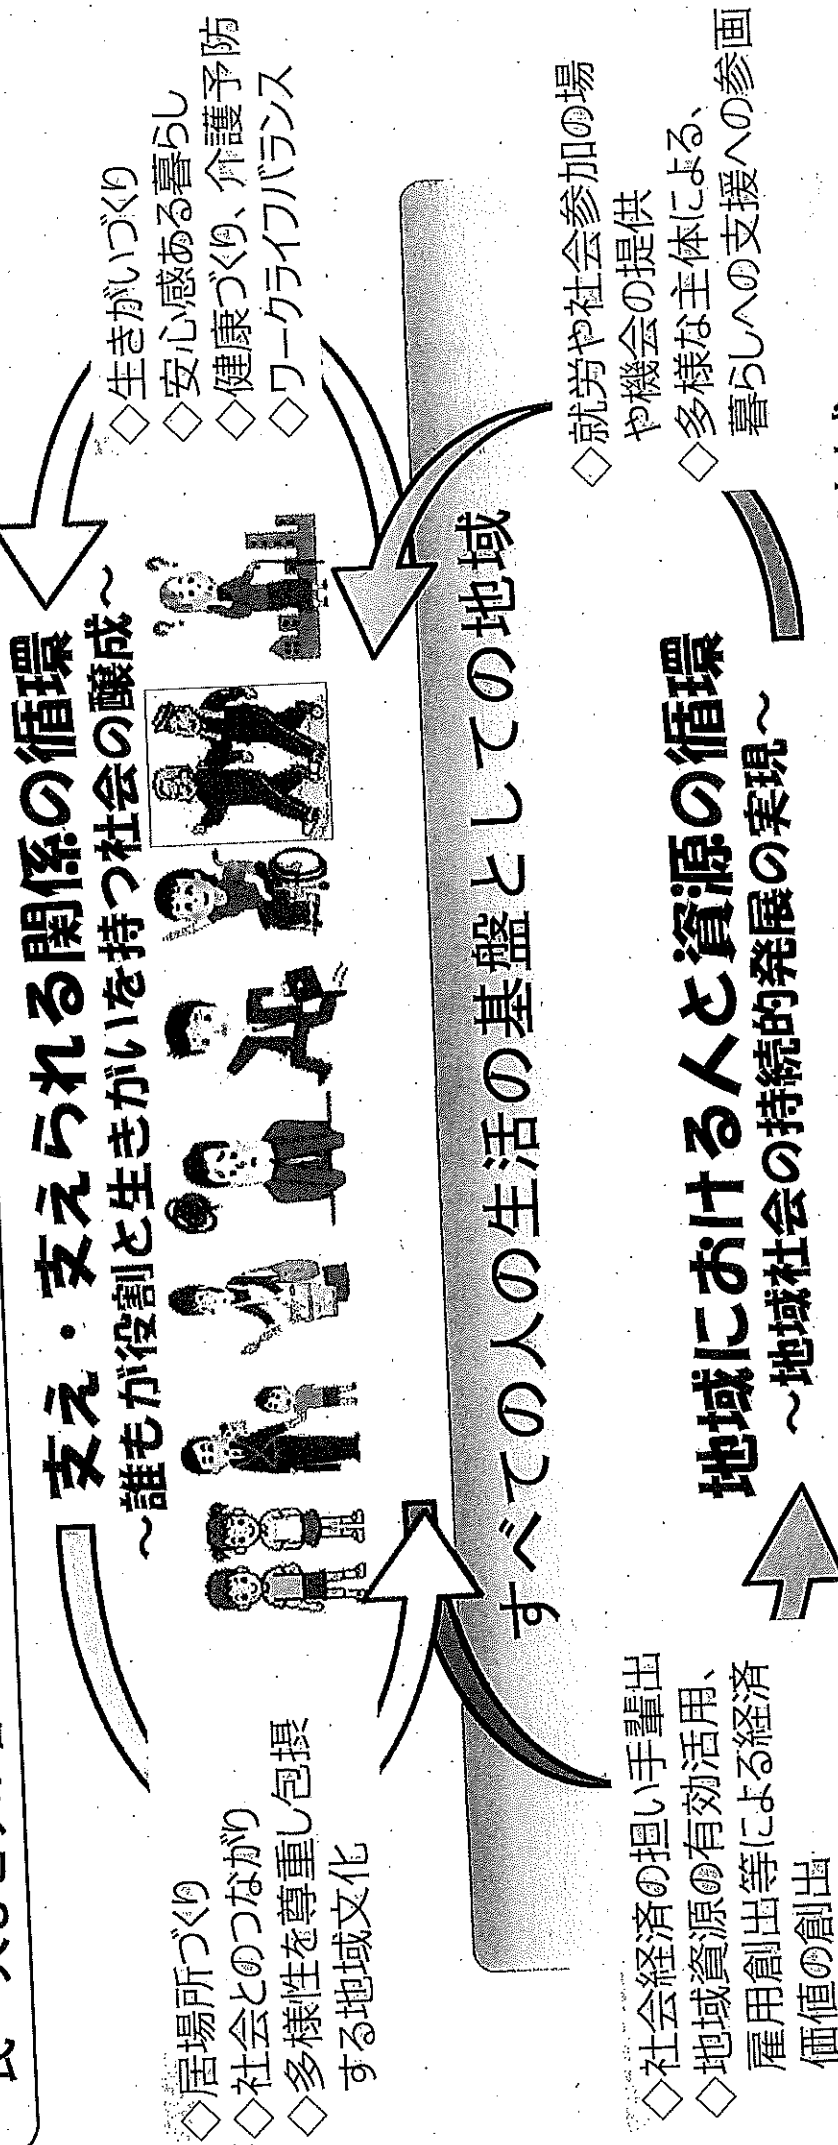 支え・支えられる関係の循環
～誰もが役割と生きがいを持つ社会の醸成～
◇居場所づくり
◇社会とのつながり
◇多様性を尊重し包摂
する地域文化
◇生きがいづくり
◇安心感ある暮らし
◇健康づくり、介護予防
◇ワークライフバランス
すべての人の生活の基盤としての地域
◇社会経済の担い手輩出
◇地域資源の有効活用、
雇用創出等による経済
価値の創出
◇就労や社会参加の場
や機会の提供
◇多様な主体による、
暮らしへの支援への参画
地域における人と資源の循環
～地域社会の持続的発展の実現～